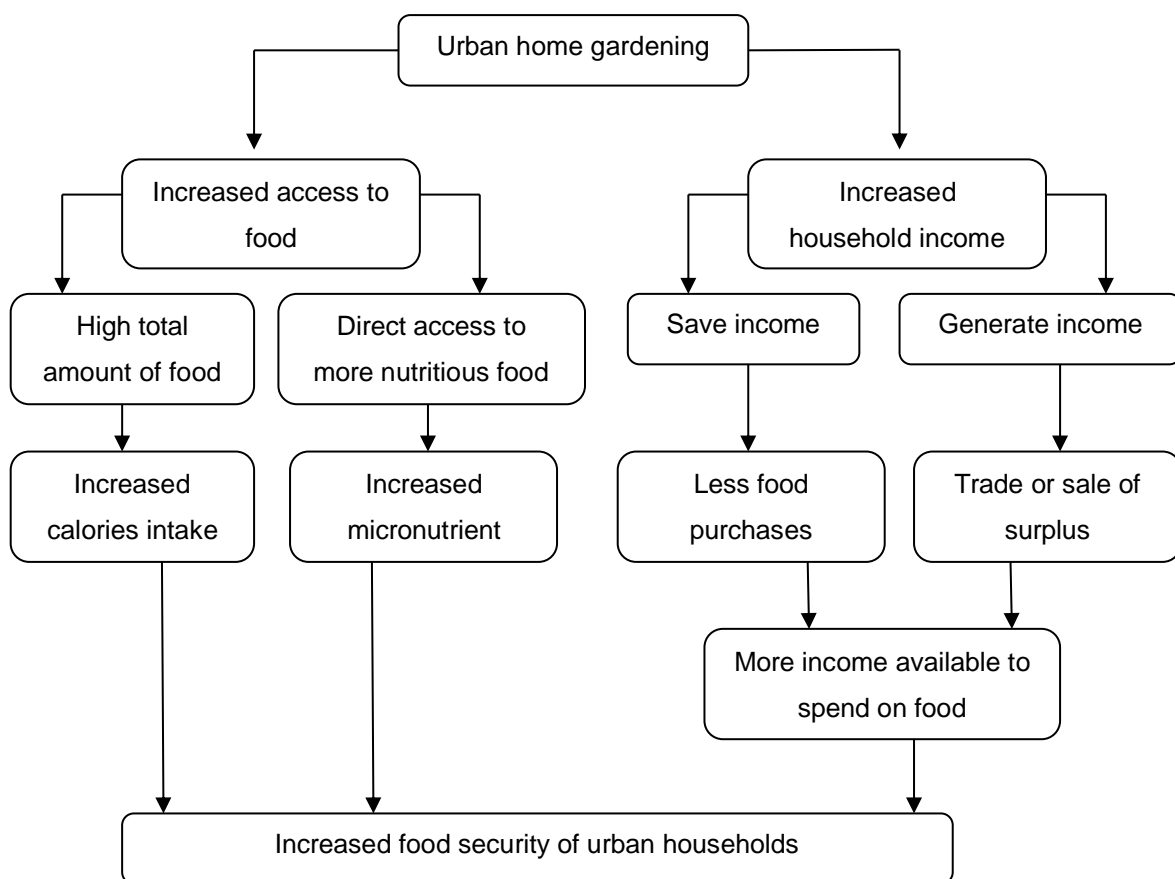 Urban home gardening
Increased access to
food
Increased
household income
High total
amount of food
Direct access to
more nutritious food
Save income
Generate income
Increased
calories intake
Increased
micronutrient
Less food
purchases
Trade or sale of
surplus
More income available to
spend on food
Increased food security of urban households